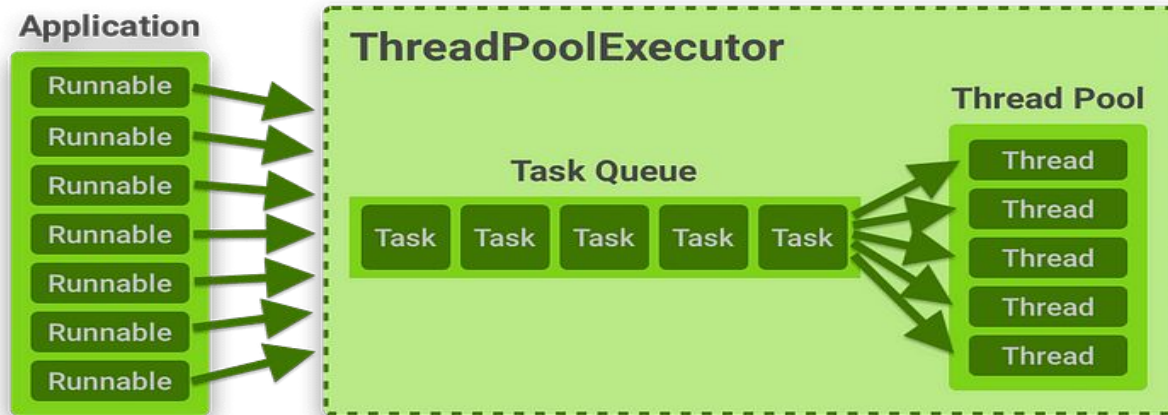 Application
Runnable
Runnable
Runnable
Runnable
Runnable
Runnable
Runnable
ThreadPoolExecutor
Task Queue
Task Task Task Task Task
Thread Pool
Thread
Thread
Thread
Thread
Thread